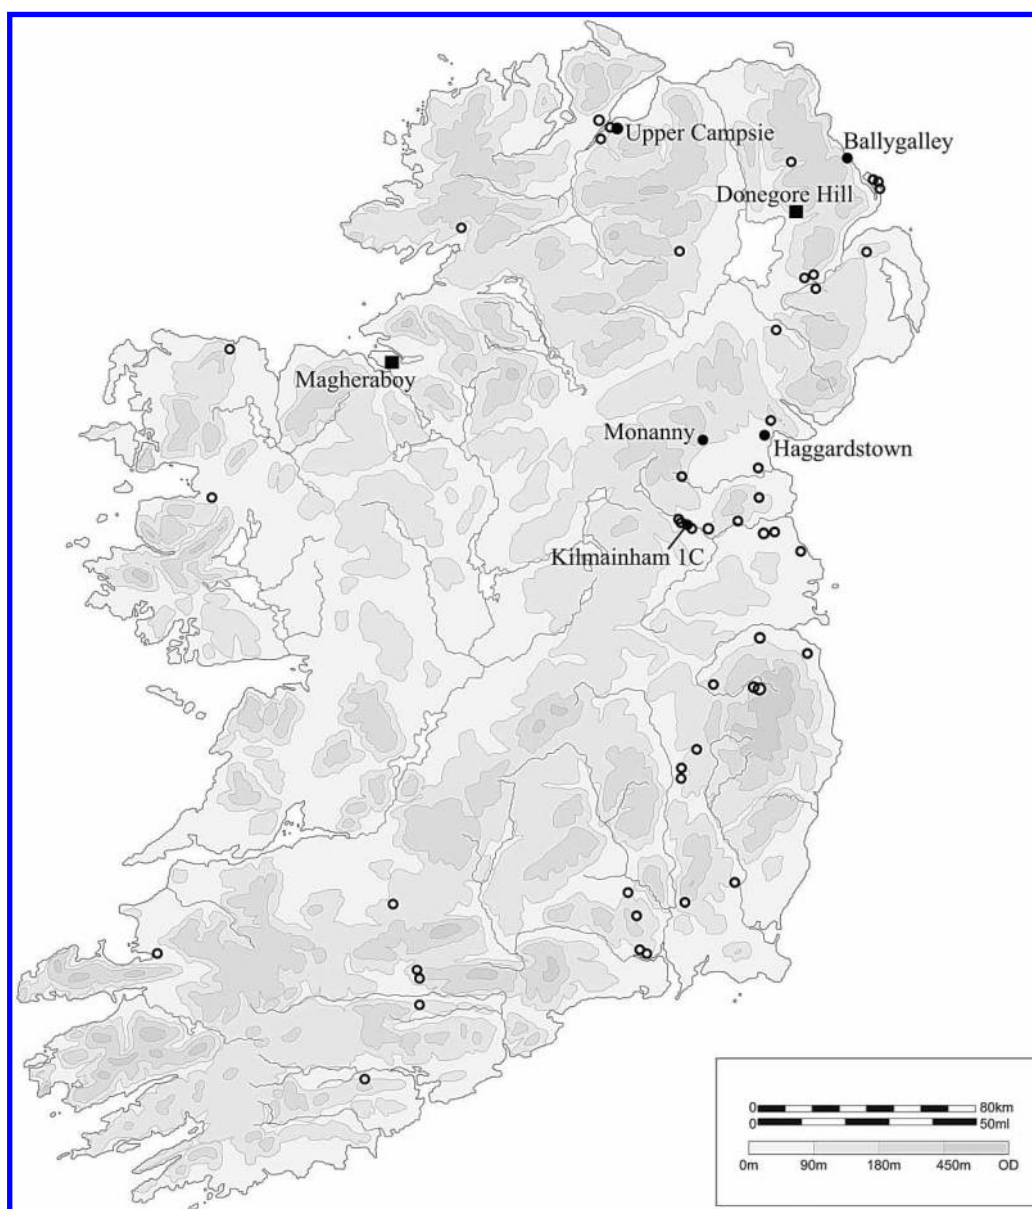 Upper Campsie
Ballygalley
Donegore Hill
Magheraboy
Monanny
Haggardstown
Kilmainham 1C
0 80km
0 50ml
0m 90m 180m 450m OD